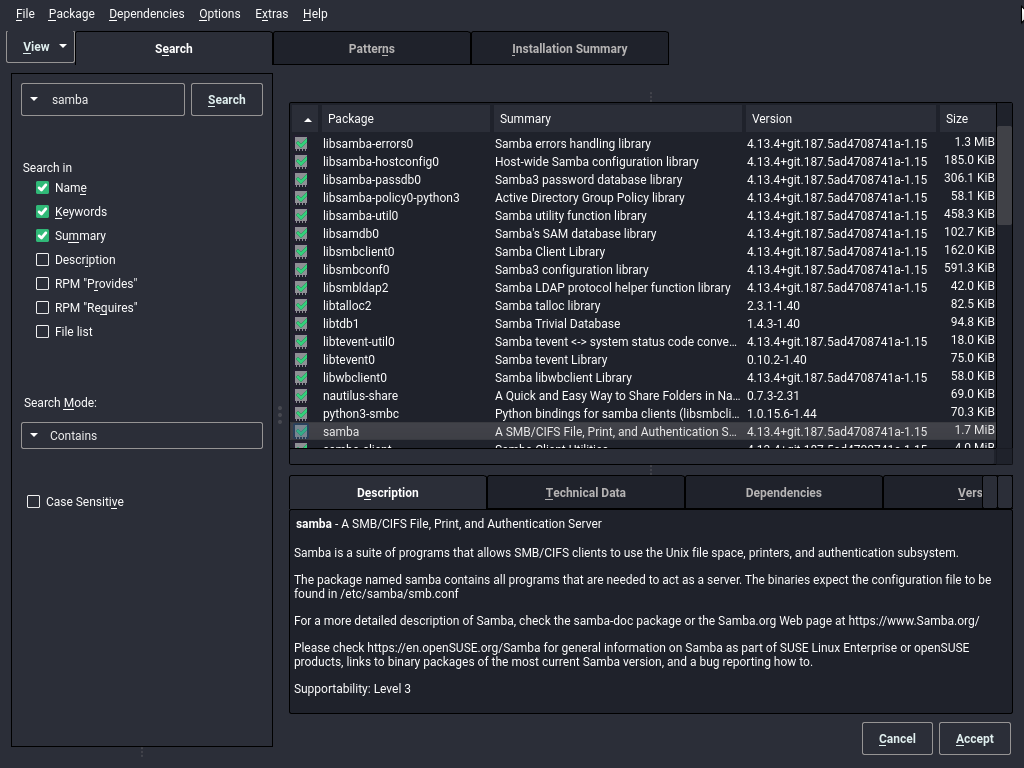 File Package Dependencies Options Extras Help
View Search Patterns Installation Summary
samba Search
Search in
Name
Keywords
Summary
Description
RPM "Provides"
RPM "Requires"
File list
Search Mode:
Contains
Case Sensitive
Package Summary Version Size
libsamba-errors0 Samba errors handling library 4.13.4+git.187.5ad4708741a-1.15 1.3 MiB
libsamba-hostconfig0 Host-wide Samba configuration library 4.13.4+git.187.5ad4708741a-1.15 185.0 KiB
libsamba-passdb0 Samba3 password database library 4.13.4+git.187.5ad4708741a-1.15 306.1 KiB
libsamba-policy0-python3 Active Directory Group Policy library 4.13.4+git.187.5ad4708741a-1.15 58.1 KiB
libsamba-util0 Samba utility function library 4.13.4+git.187.5ad4708741a-1.15 458.3 KiB
libsamdb0 Samba's SAM database library 4.13.4+git.187.5ad4708741a-1.15 102.7 KiB
libsmbclient0 Samba Client Library 4.13.4+git.187.5ad4708741a-1.15 162.0 KiB
libsmbconf0 Samba3 configuration library 4.13.4+git.187.5ad4708741a-1.15 591.3 KiB
libsmbldap2 Samba LDAP protocol helper function library 4.13.4+git.187.5ad4708741a-1.15 42.0 KiB
libtalloc2 Samba talloc library 2.3.1-1.40 82.5 KiB
libtdb1 Samba Trivial Database 1.4.3-1.40 94.8 KiB
libtevent-util0 Samba tevent <-> system status code conve... 4.13.4+git.187.5ad4708741a-1.15 18.0 KiB
libtevent0 Samba tevent Library 0.10.2-1.40 75.0 KiB
libwbclient0 Samba libwbclient Library 4.13.4+git.187.5ad4708741a-1.15 58.0 KiB
nautilus-share A Quick and Easy Way to Share Folders in Na... 0.7.3-2.31 69.0 KiB
python3-smbc Python bindings for samba clients (libsmbcli... 1.0.15.6-1.44 70.3 KiB
samba A SMB/CIFS File, Print, and Authentication S... 4.13.4+git.187.5ad4708741a-1.15 1.7 MiB
samba-client Samba Client Utilities 4.13.4+git.187.5ad4708741a-1.15 4.0 MiB
Description Technical Data Dependencies Vers
samba - A SMB/CIFS File, Print, and Authentication Server
Samba is a suite of programs that allows SMB/CIFS clients to use the Unix file space, printers, and authentication subsystem.
The package named samba contains all programs that are needed to act as a server. The binaries expect the configuration file to be
found in /etc/samba/smb.conf
For a more detailed description of Samba, check the samba-doc package or the Samba.org Web page at https://www.Samba.org/
Please check https://en.openSUSE.org/Samba for general information on Samba as part of SUSE Linux Enterprise or openSUSE
products, links to binary packages of the most current Samba version, and a bug reporting how to.
Supportability: Level 3
Cancel Accept